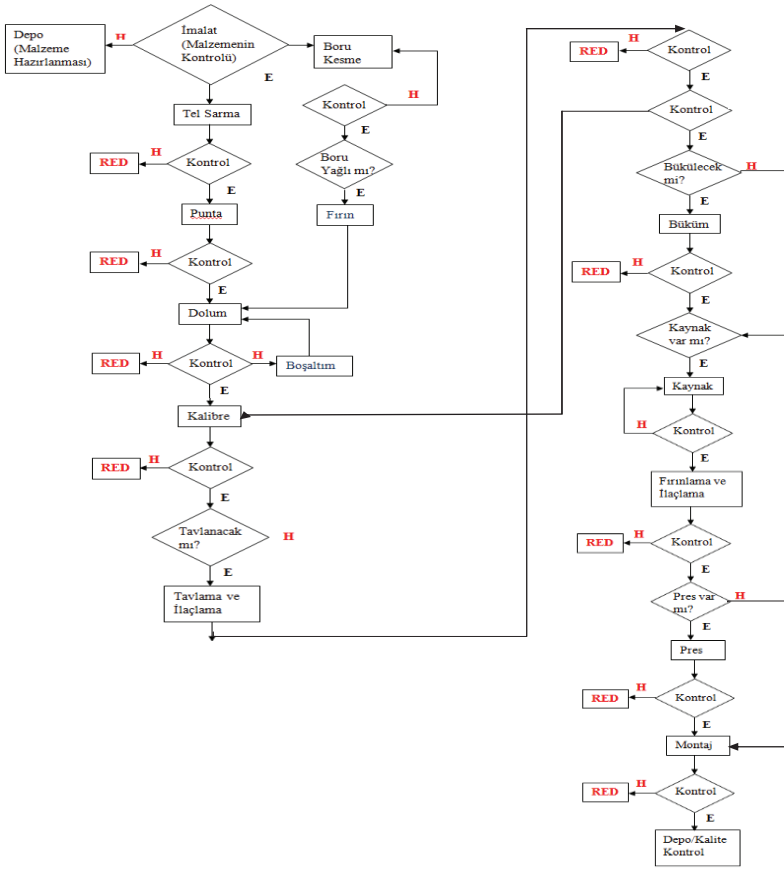 Depo
(Malzeme
Hazırlanması)
H
İmalat
(Malzemenin
Kontrolü)
E
Boru
Kesme
H
Kontrol
E
Boru
Yağlı mı?
E
Fırın
Tel Sarma
Kontrol
H
RED
E
Punta
Kontrol
H
RED
E
Dolum
Kontrol
H
RED
H
Boşaltım
E
Kalibre
Kontrol
H
RED
E
Tavlanacak
mı?
H
E
Tavlama ve
İlaçlama
Kontrol
H
RED
E
Kontrol
E
Bükülecek
mi?
H
E
Büküm
Kontrol
H
RED
E
Kaynak
var mı?
E
Kaynak
H
Kontrol
E
Fırınlama ve
İlaçlama
Kontrol
H
RED
E
Pres var
mı?
H
E
Pres
Kontrol
H
RED
E
Montaj
Kontrol
H
RED
E
Depo/Kalite
Kontrol